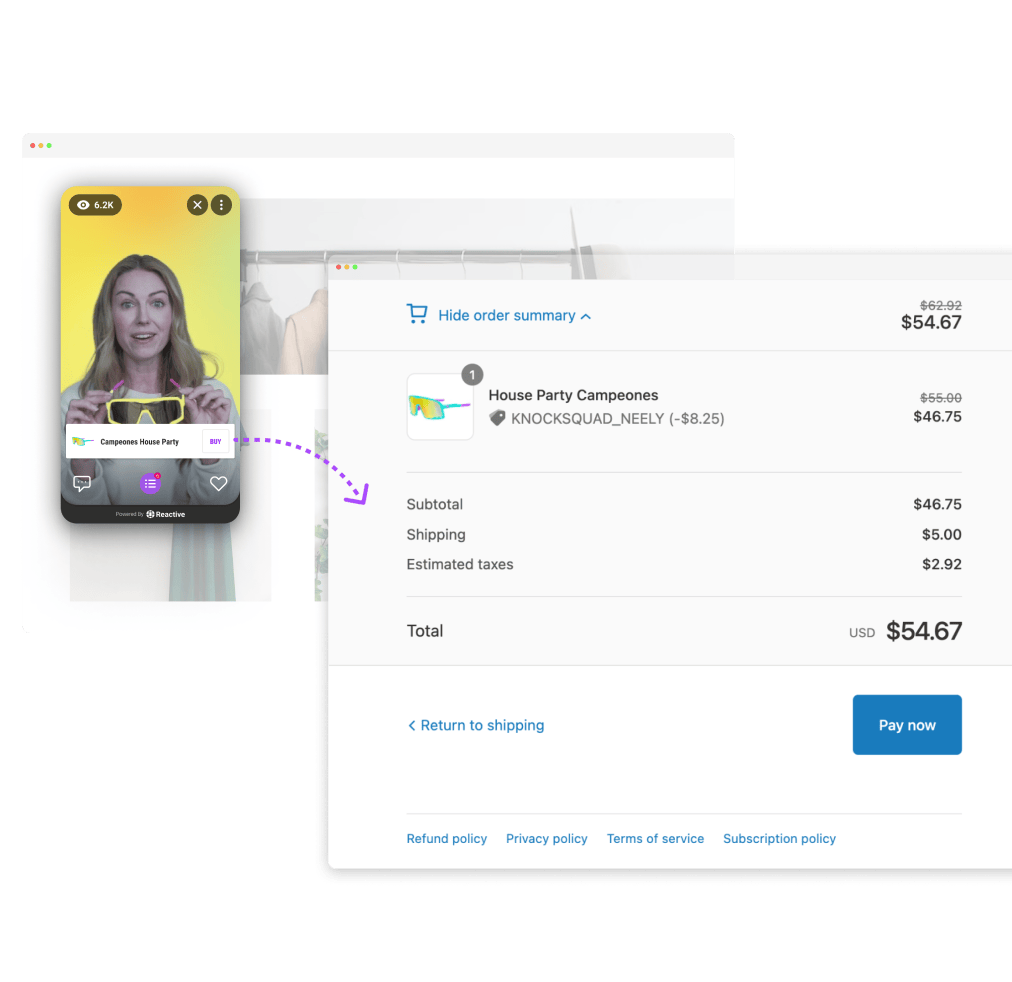 6.2K
Campeones House Party
BUY
Powered By Reactive
Hide order summary
$62.92
$54.67
1
House Party Campeones
$55.00
KNOCKSQUAD_NEELY (-$8.25)
$46.75
Subtotal
$46.75
Shipping
$5.00
Estimated taxes
$2.92
Total
USD $54.67
Return to shipping
Pay now
Refund policy Privacy policy Terms of service Subscription policy